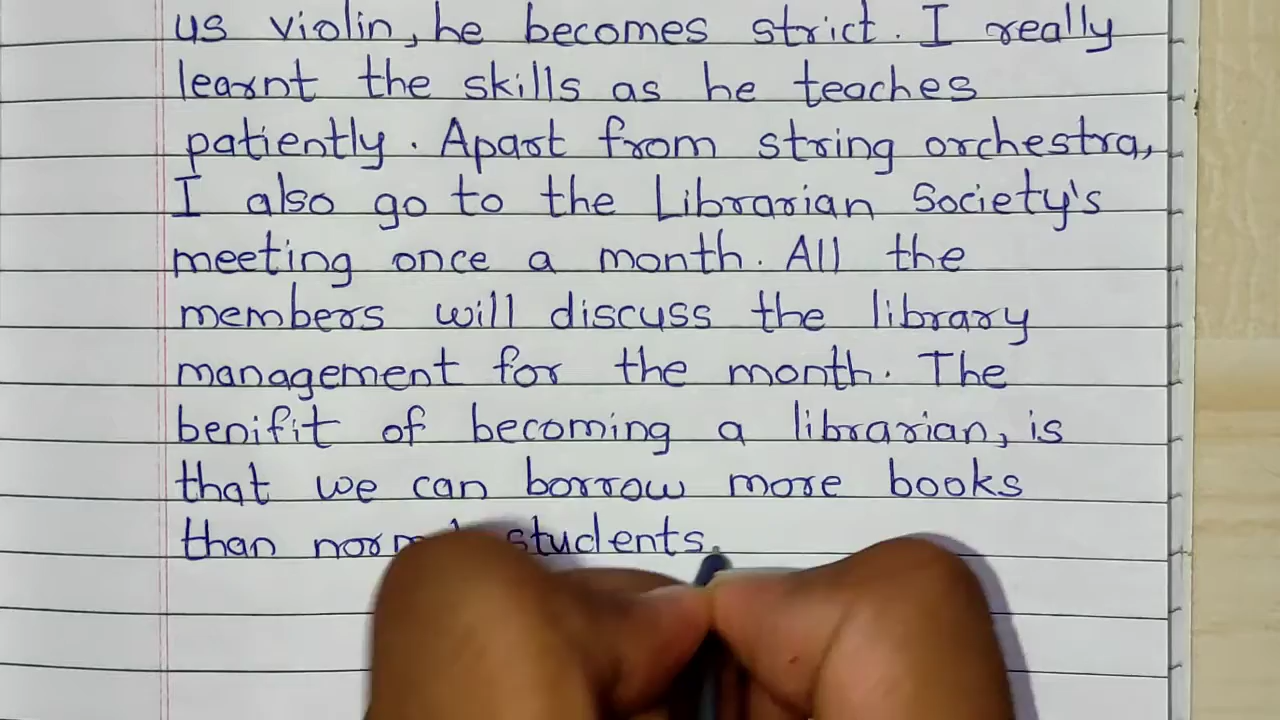 us violin, he becomes strict. I really
learnt the skills as he teaches
patiently. Apart from string orchestra,
I also go to the Librarian Society's
meeting once a month. All the
members will discuss the library
management for the month. The
benifit of becoming a librarian, is
that we can borrow more books
than students.